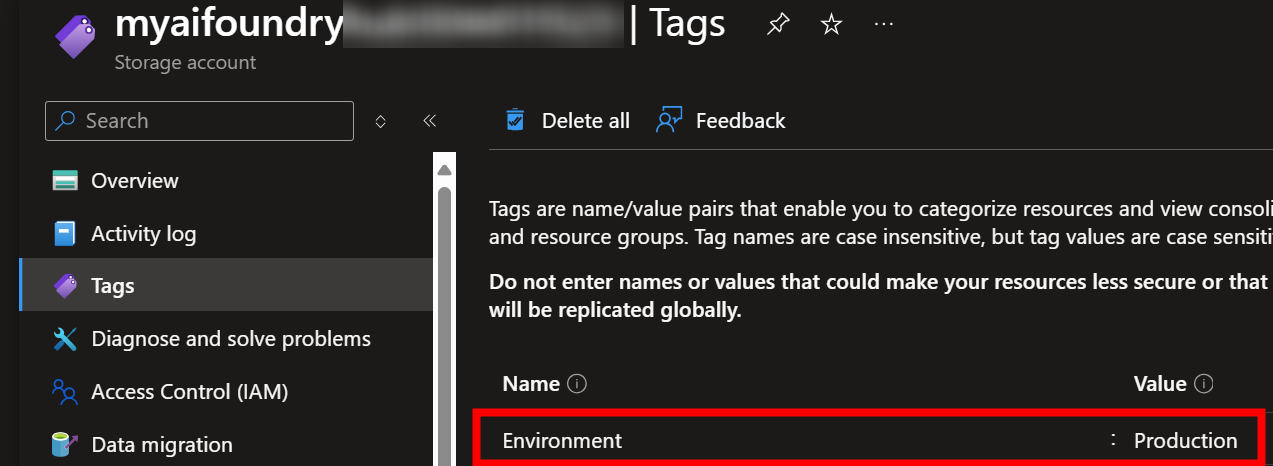 myaifoundry | Tags
Storage account
Search
Delete all
Feedback
Overview
Activity log
Tags
Diagnose and solve problems
Access Control (IAM)
Data migration
Tags are name/value pairs that enable you to categorize resources and view consoli
and resource groups. Tag names are case insensitive, but tag values are case sensiti
Do not enter names or values that could make your resources less secure or that
will be replicated globally.
Name
Value
Environment : Production